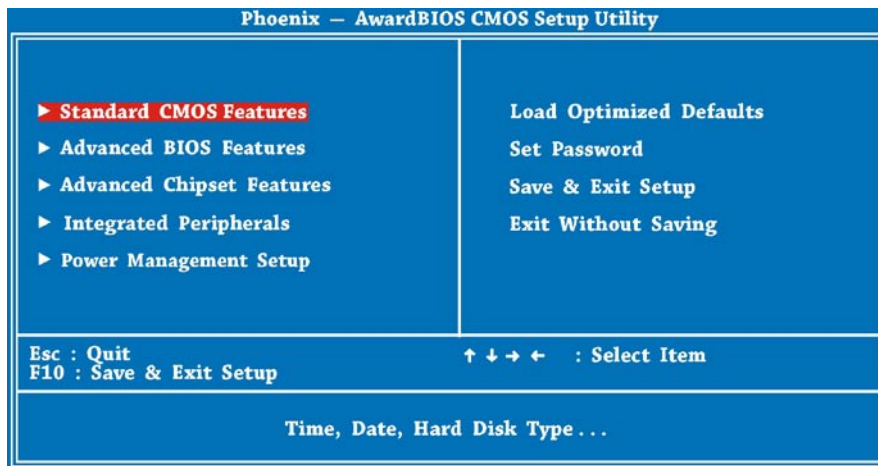 Phoenix — AwardBIOS CMOS Setup Utility
► Standard CMOS Features
► Advanced BIOS Features
► Advanced Chipset Features
► Integrated Peripherals
► Power Management Setup
Load Optimized Defaults
Set Password
Save & Exit Setup
Exit Without Saving
Esc : Quit
F10 : Save & Exit Setup
↑ ↓ → ← : Select Item
Time, Date, Hard Disk Type...